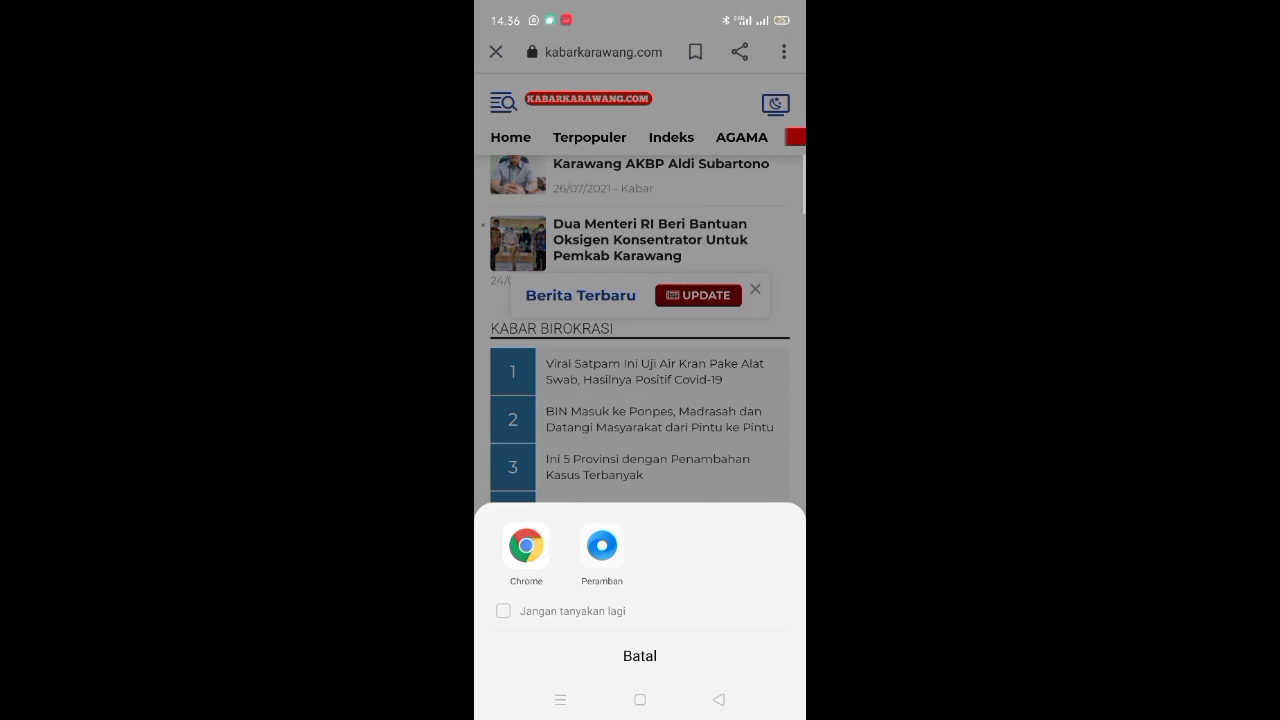 14.36
78
kabarkarawang.com
KABARKARAWANG.COM
Home Terpopuler Indeks AGAMA
Karawang AKBP Aldi Subartono
26/07/2021 - Kabar
Dua Menteri RI Beri Bantuan
Oksigen Konsentrator Untuk
Pemkab Karawang
24/0
Berita Terbaru UPDATE
KABAR BIROKRASI
1 Viral Satpam Ini Uji Air Kran Pake Alat
Swab, Hasilnya Positif Covid-19
2 BIN Masuk ke Ponpes, Madrasah dan
Datangi Masyarakat dari Pintu ke Pintu
3 Ini 5 Provinsi dengan Penambahan
Kasus Terbanyak
Chrome Peramban
Jangan tanyakan lagi
Batal